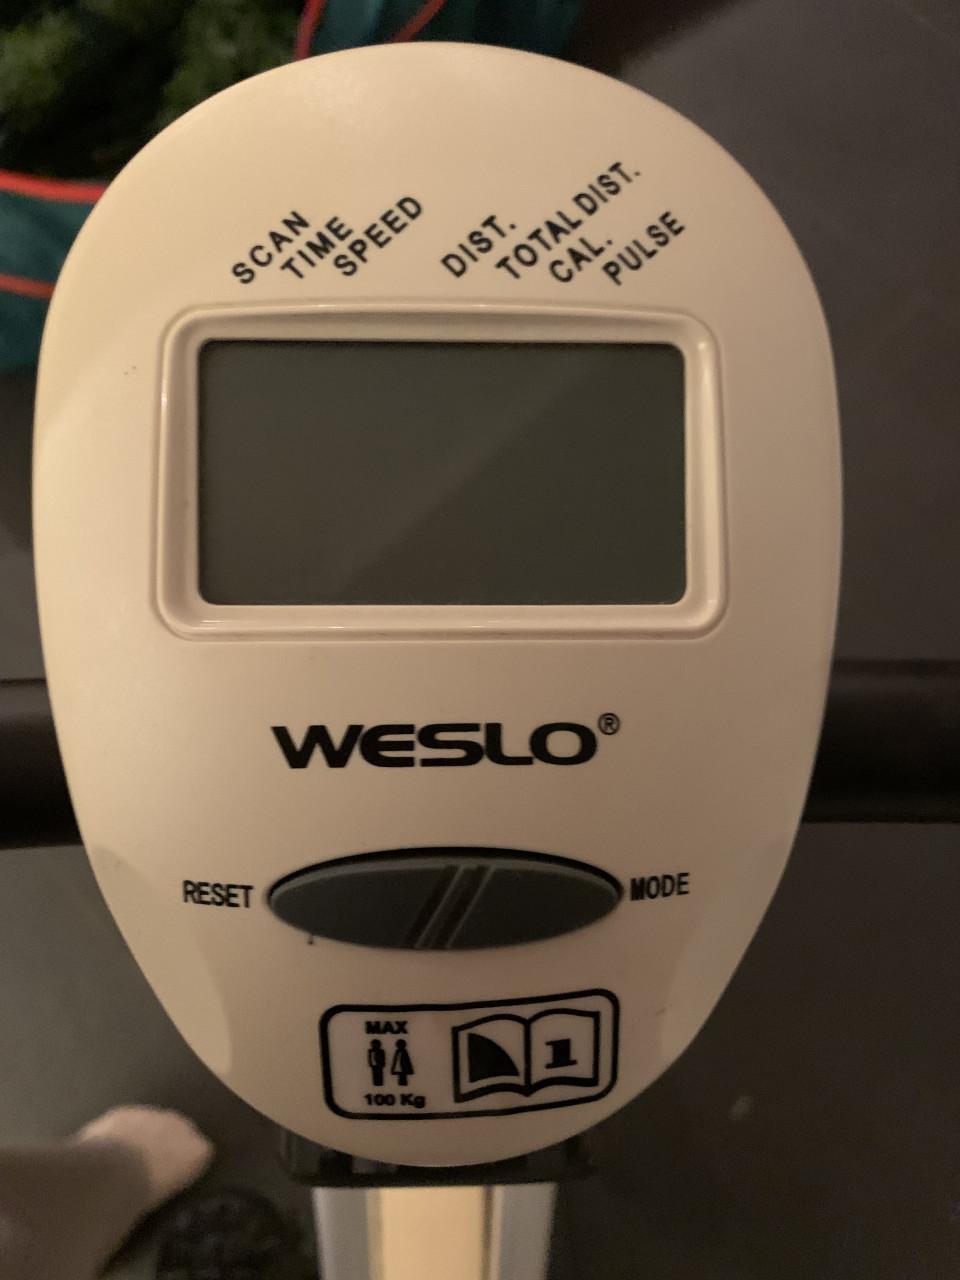 SCAN
TIME
SPEED
DIST.
TOTAL DIST.
CAL.
PULSE
WESLO®
RESET
MODE
MAX
100 Kg
1